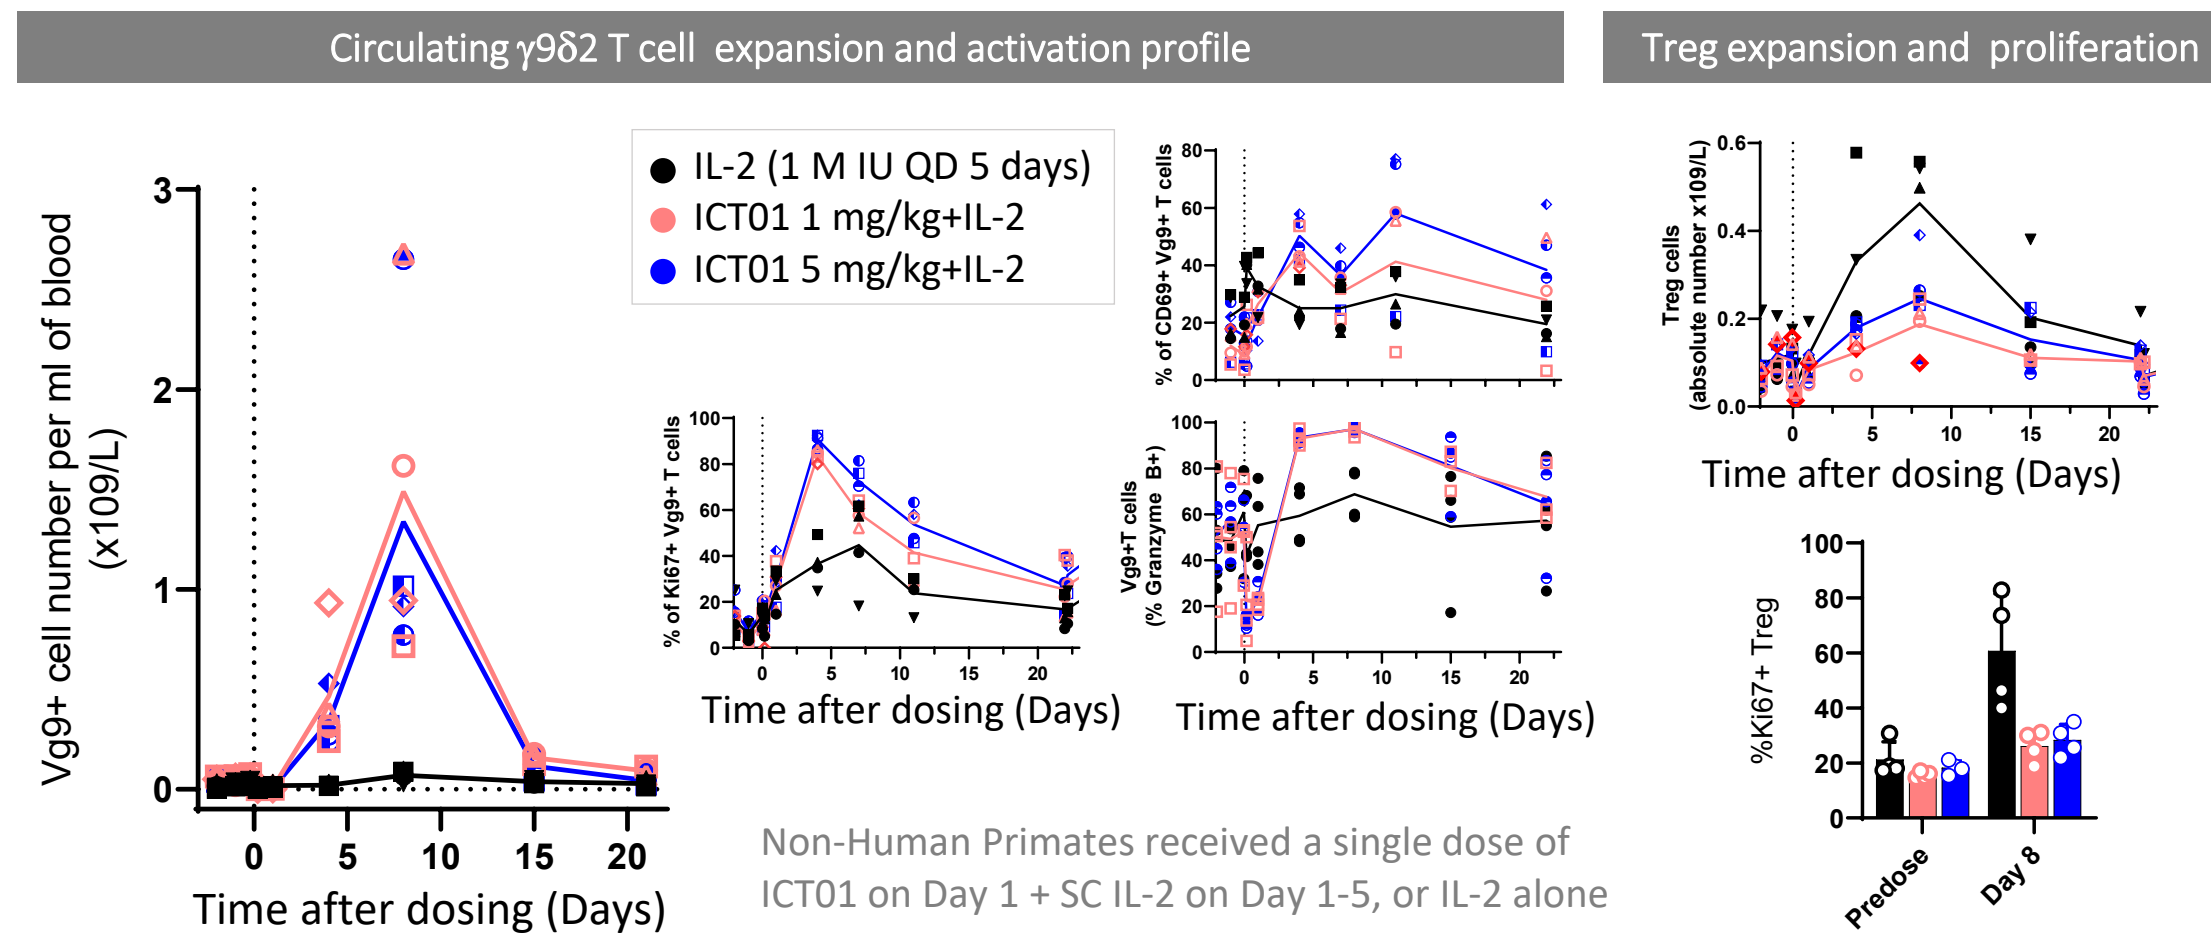 Circulating γ9δ2 T cell expansion and activation profile
Treg expansion and proliferation
IL-2 (1 M IU QD 5 days)
ICT01 1 mg/kg+IL-2
ICT01 5 mg/kg+IL-2
Vg9+ cell number per ml of blood
(x109/L)
3
2
1
0
0 5 10 15 20
Time after dosing (Days)
% of Ki67+ Vg9+ T cells
100
80
60
40
20
0
0 5 10 15 20
Time after dosing (Days)
% of CD69+ Vg9+ T cells
80
60
40
20
0
Vg9+T cells
(% Granzyme B+)
100
80
60
40
20
0
0 5 10 15 20
Time after dosing (Days)
Treg cells
(absolute number x109/L)
0.6
0.4
0.2
0.0
0 5 10 15 20
Time after dosing (Days)
%Ki67+ Treg
100
80
60
40
20
0
Predose
Day 8
Non-Human Primates received a single dose of
ICT01 on Day 1 + SC IL-2 on Day 1-5, or IL-2 alone